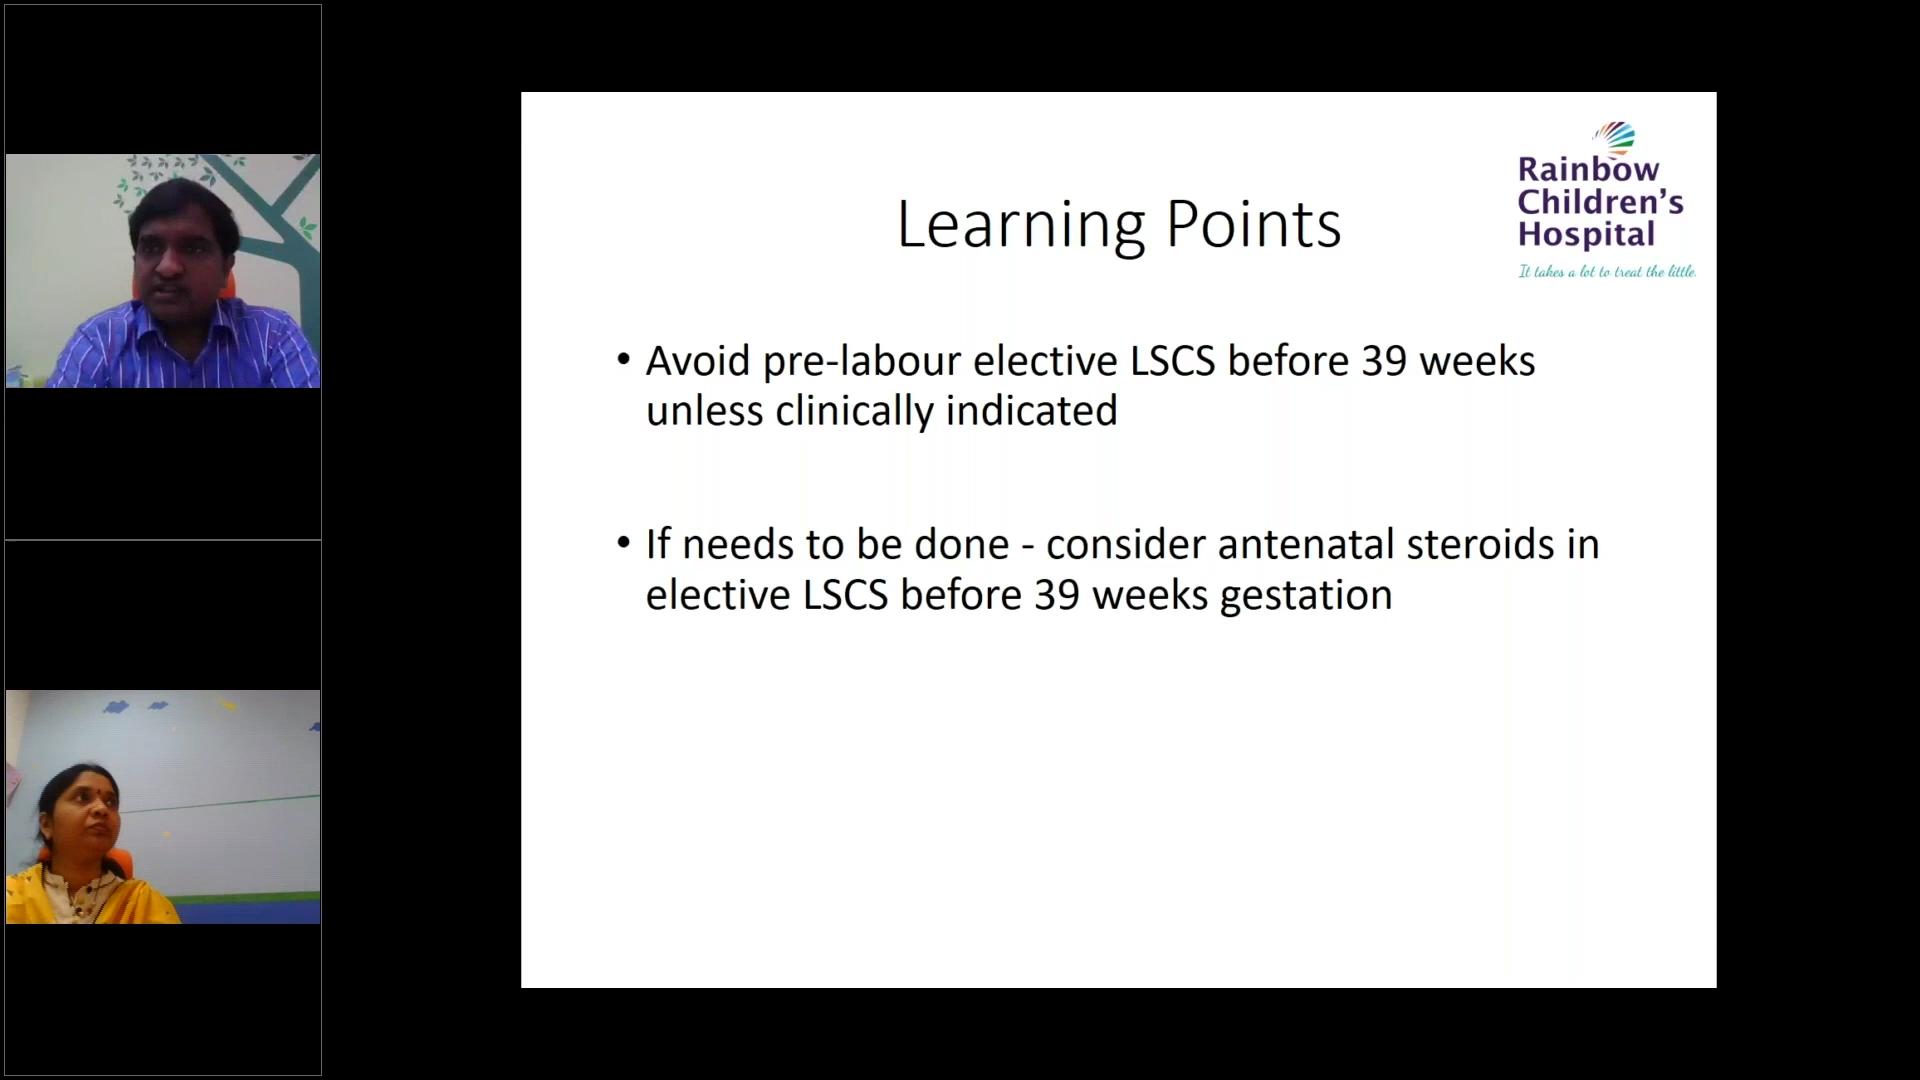 Rainbow
Children's
Hospital
It takes a lot to treat the little.
Learning Points
• Avoid pre-labour elective LSCS before 39 weeks
unless clinically indicated
• If needs to be done - consider antenatal steroids in
elective LSCS before 39 weeks gestation